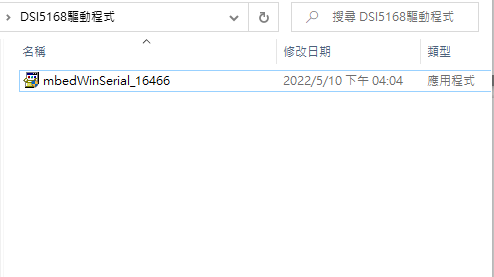 DSI5168驅動程式
搜尋 DSI5168驅動程式
名稱 修改日期 類型
mbedWinSerial_16466 2022/5/10 下午 04:04 應用程式